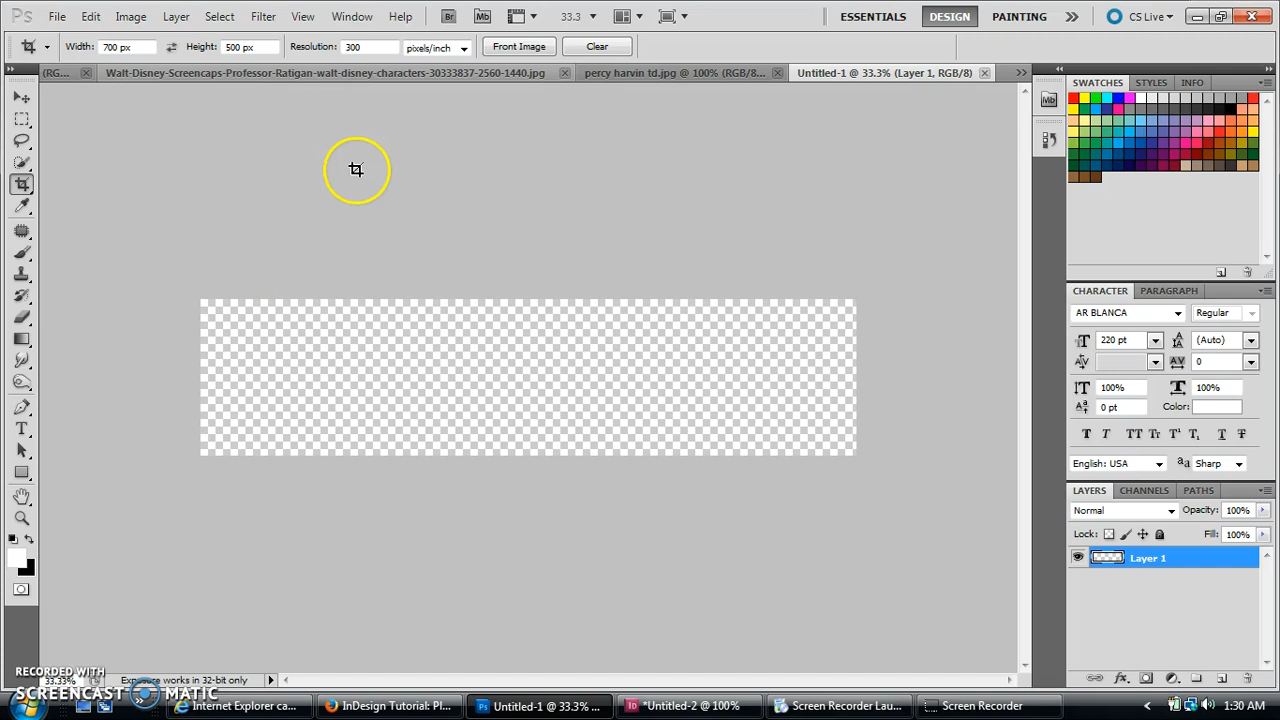 Ps File Edit Image Layer Select Filter View Window Help Br Mb 33.3 ESSENTIALS DESIGN PAINTING CS Live
Width: 700 px Height: 500 px Resolution: 300 pixels/inch Front Image Clear
(RG... Walt-Disney-Screencaps-Professor-Ratigan-walt-disney-characters-30333837-2560-1440.jpg percy harvin td.jpg @ 100% (RGB/8... Untitled-1 @ 33.3% (Layer 1, RGB/8)
SWATCHES STYLES INFO
Mb
CHARACTER PARAGRAPH
AR BLANCA Regular
220 pt (Auto)
0
100% 100%
0 pt Color:
English: USA Sharp
LAYERS CHANNELS PATHS
Normal Opacity: 100%
Lock: Fill: 100%
Layer 1
33.33% Exposure works in 32-bit only
RECORDED WITH
SCREENCAST MATIC
Internet Explorer ca... InDesign Tutorial: Pl... Untitled-1 @ 33.3% ... *Untitled-2 @ 100% Screen Recorder Lau... Screen Recorder 1:30 AM